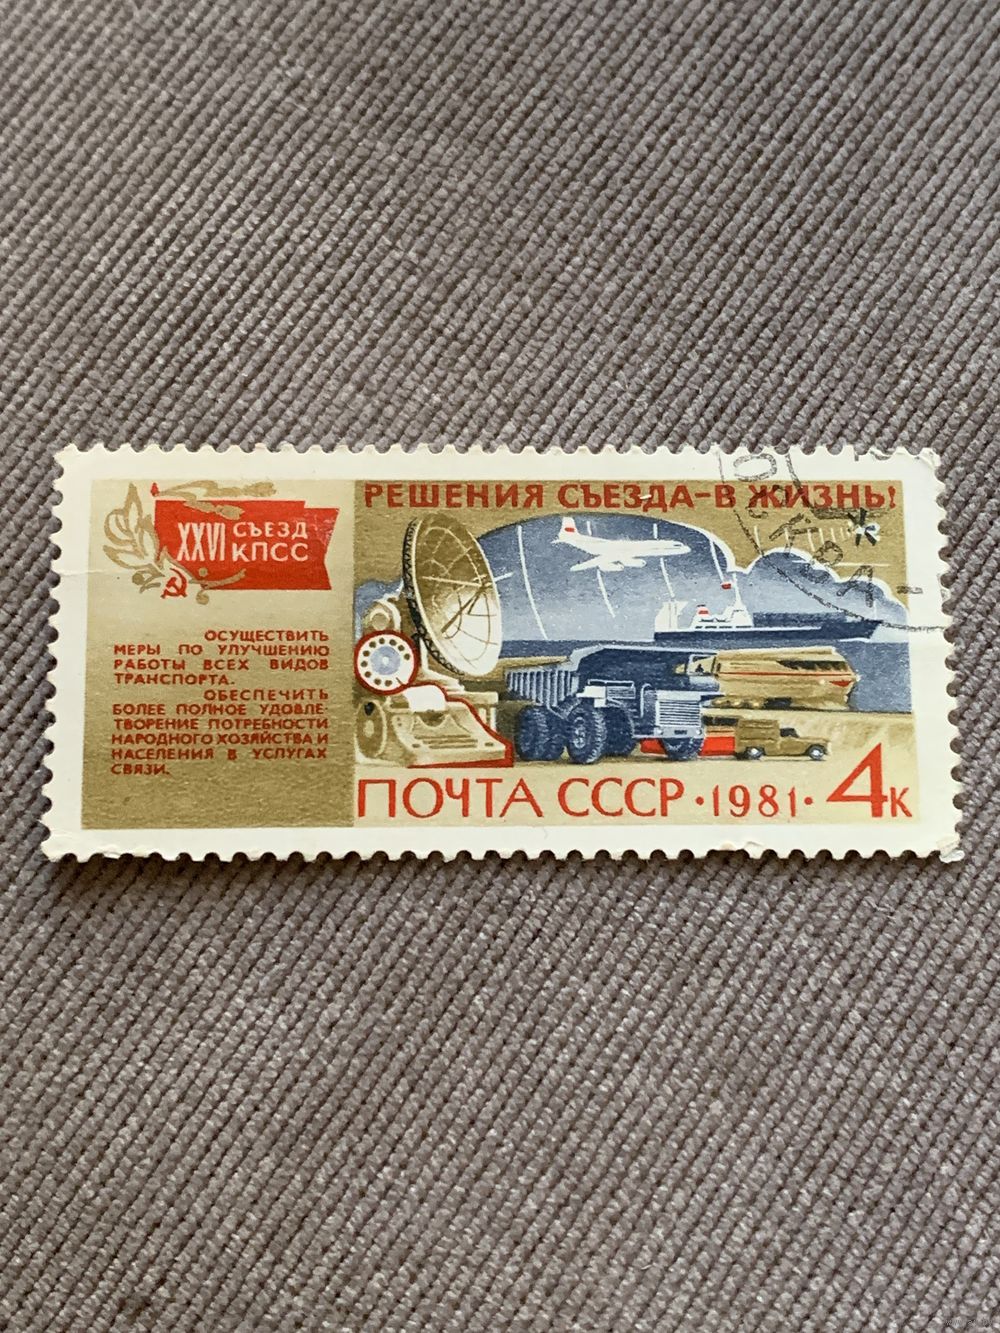 РЕШЕНИЯ СЪЕЗДА - В ЖИЗНЬ!
XXVI СЪЕЗД
КПСС
ОСУЩЕСТВИТЬ
МЕРЫ ПО УЛУЧШЕНИЮ
РАБОТЫ ВСЕХ ВИДОВ
ТРАНСПОРТА.
ОБЕСПЕЧИТЬ
БОЛЕЕ ПОЛНОЕ УДОВЛЕ-
ТВОРЕНИЕ ПОТРЕБНОСТИ
НАРОДНОГО ХОЗЯЙСТВА И
НАСЕЛЕНИЯ В УСЛУГАХ
СВЯЗИ.
ПОЧТА СССР · 1981 · 4К